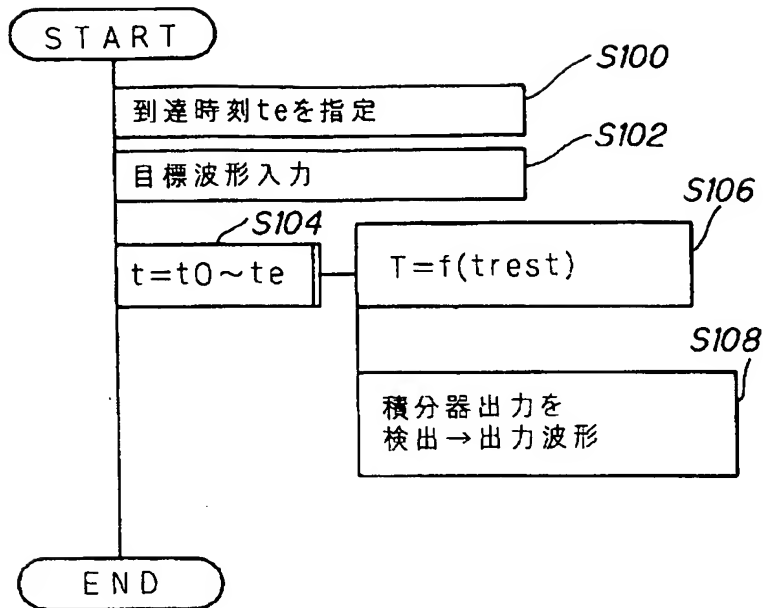 START
S100
到達時刻teを指定
S102
目標波形入力
S104
t=t0~te
S106
T=f(trest)
S108
積分器出力を
検出→出力波形
END